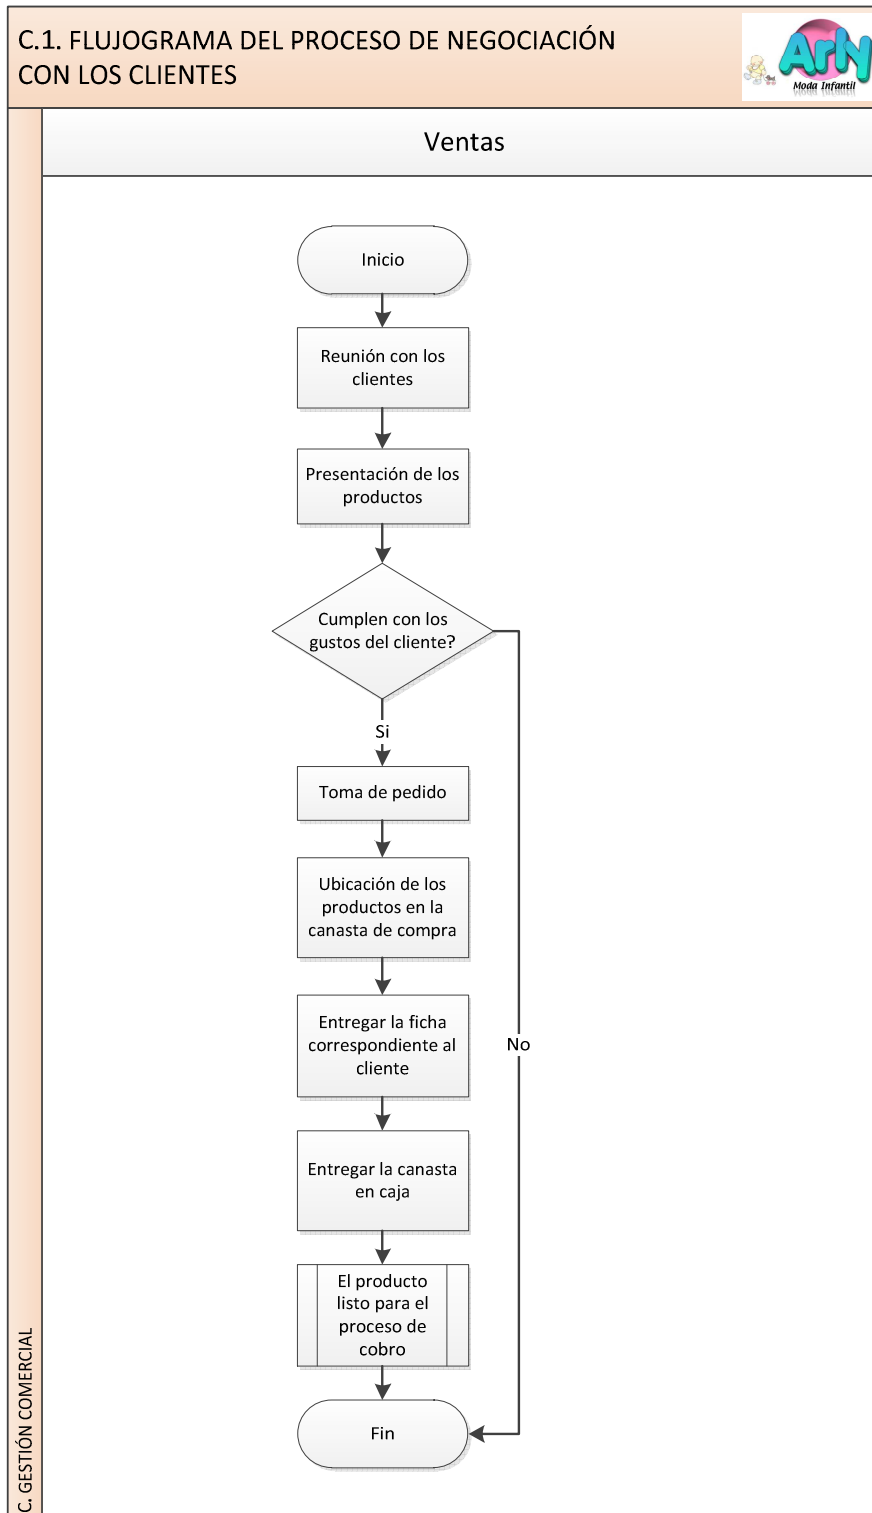 C.1. FLUJOGRAMA DEL PROCESO DE NEGOCIACIÓN
CON LOS CLIENTES
Arly
Moda Infantil
Ventas
Inicio
Reunión con los
clientes
Presentación de los
productos
Cumplen con los
gustos del cliente?
Si
Toma de pedido
Ubicación de los
productos en la
canasta de compra
Entregar la ficha
correspondiente al
cliente
No
Entregar la canasta
en caja
El producto
listo para el
proceso de
cobro
Fin
C. GESTIÓN COMERCIAL